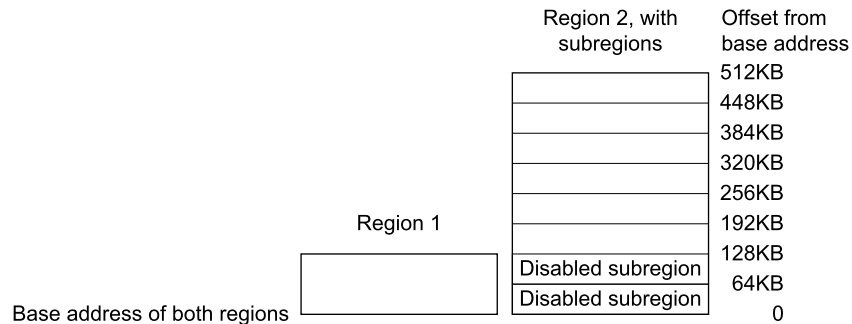 Region 2, with
subregions
Offset from
base address
512KB
448KB
384KB
320KB
256KB
192KB
Region 1
128KB
Disabled subregion
64KB
Disabled subregion
Base address of both regions
0